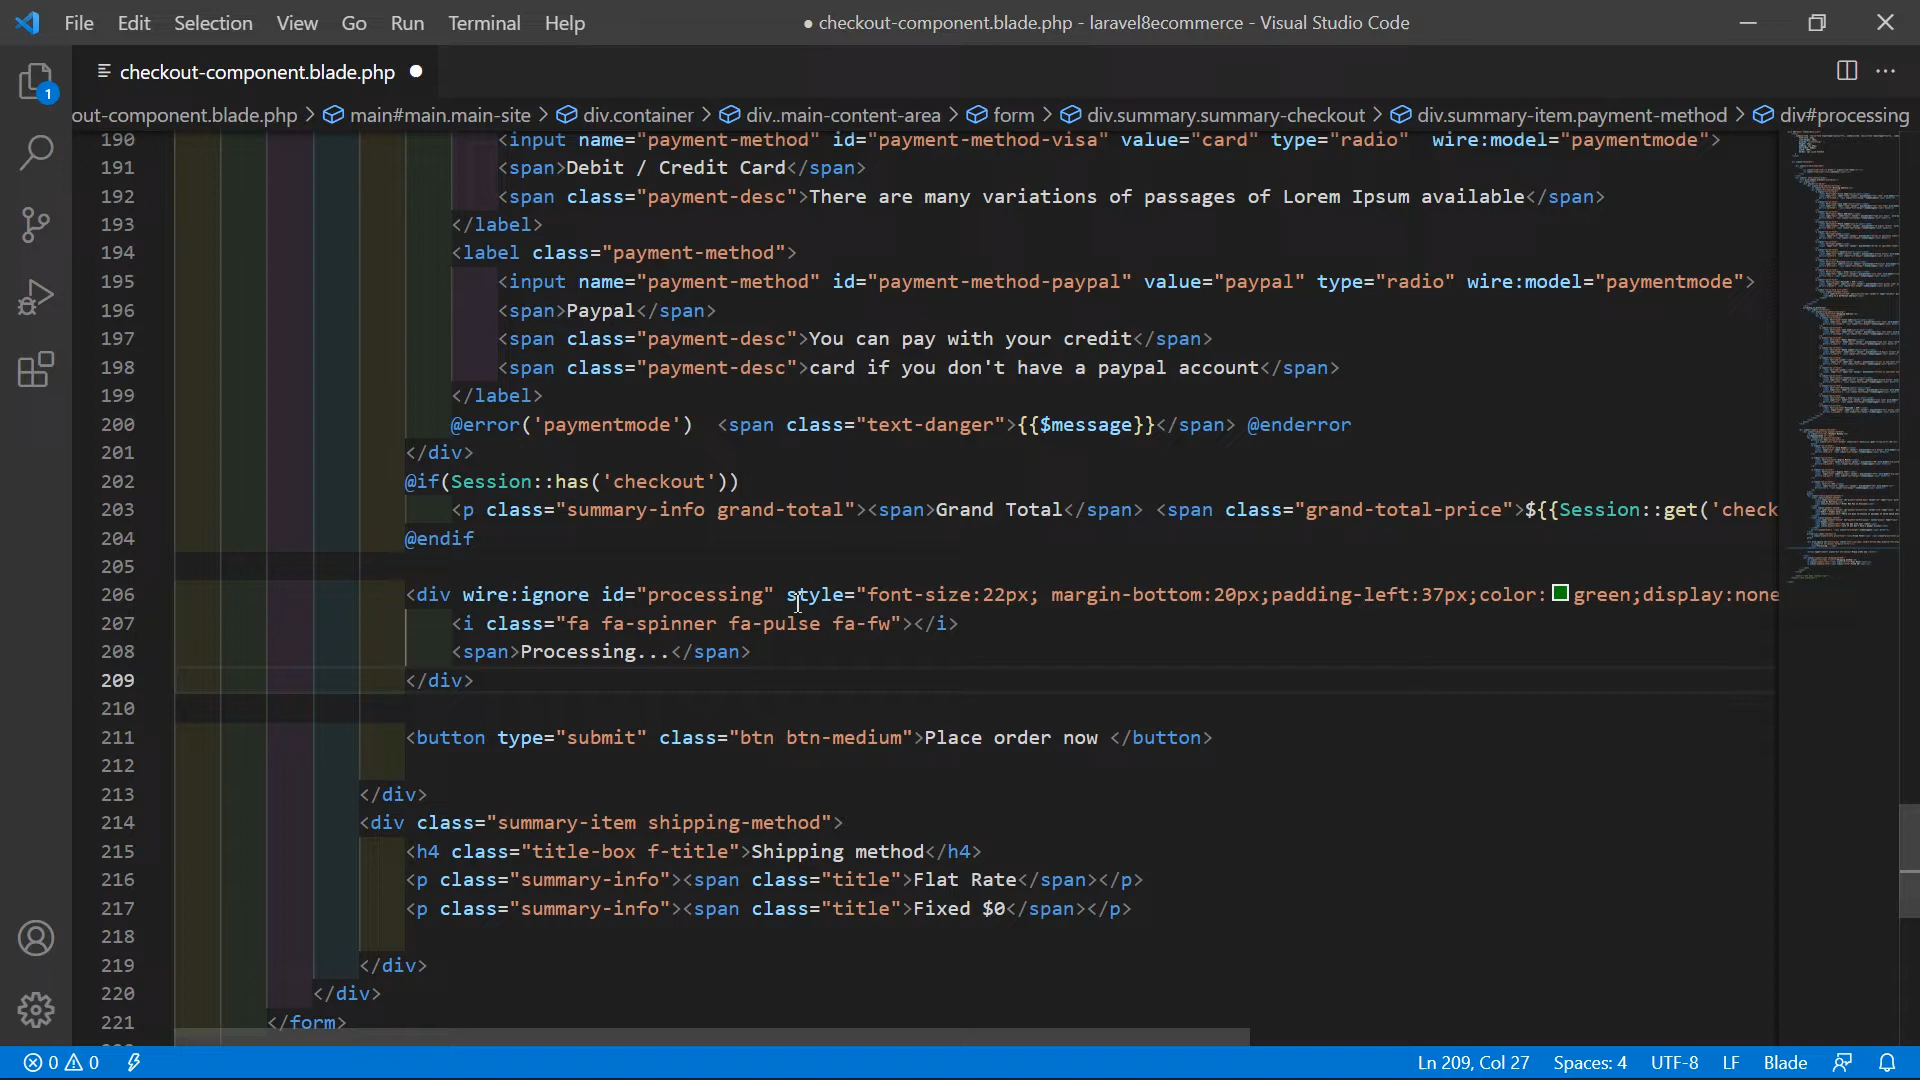 File Edit Selection View Go Run Terminal Help ● checkout-component.blade.php - laravel8ecommerce - Visual Studio Code
checkout-component.blade.php
1
out-component.blade.php > main#main.main-site > div.container > div..main-content-area > form > div.summary.summary-checkout > div.summary-item.payment-method > div#processing
190 <input name="payment-method" id="payment-method-visa" value="card" type="radio"  wire:model="paymentmode">
191 <span>Debit / Credit Card</span>
192 <span class="payment-desc">There are many variations of passages of Lorem Ipsum available</span>
193 </label>
194 <label class="payment-method">
195 <input name="payment-method" id="payment-method-paypal" value="paypal" type="radio" wire:model="paymentmode">
196 <span>Paypal</span>
197 <span class="payment-desc">You can pay with your credit</span>
198 <span class="payment-desc">card if you don't have a paypal account</span>
199 </label>
200 @error('paymentmode')  <span class="text-danger">{{$message}}</span> @enderror
201 </div>
202 @if(Session::has('checkout'))
203 <p class="summary-info grand-total"><span>Grand Total</span> <span class="grand-total-price">${{Session::get('check
204 @endif
205
206 <div wire:ignore id="processing" style="font-size:22px; margin-bottom:20px;padding-left:37px;color:green;display:none
207 <i class="fa fa-spinner fa-pulse fa-fw"></i>
208 <span>Processing...</span>
209 </div>
210
211 <button type="submit" class="btn btn-medium">Place order now </button>
212
213 </div>
214 <div class="summary-item shipping-method">
215 <h4 class="title-box f-title">Shipping method</h4>
216 <p class="summary-info"><span class="title">Flat Rate</span></p>
217 <p class="summary-info"><span class="title">Fixed $0</span></p>
218
219 </div>
220 </div>
221 </form>
0 0 Ln 209, Col 27 Spaces: 4 UTF-8 LF Blade